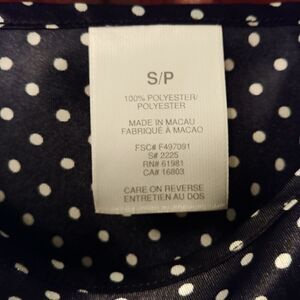 S/P
100% POLYESTER/
POLYESTER
MADE IN MACAU
FABRIQUÉ À MACAO
FSC# F497091
S# 2225
RN# 61981
CA# 16803
CARE ON REVERSE
ENTRETIEN AU DOS